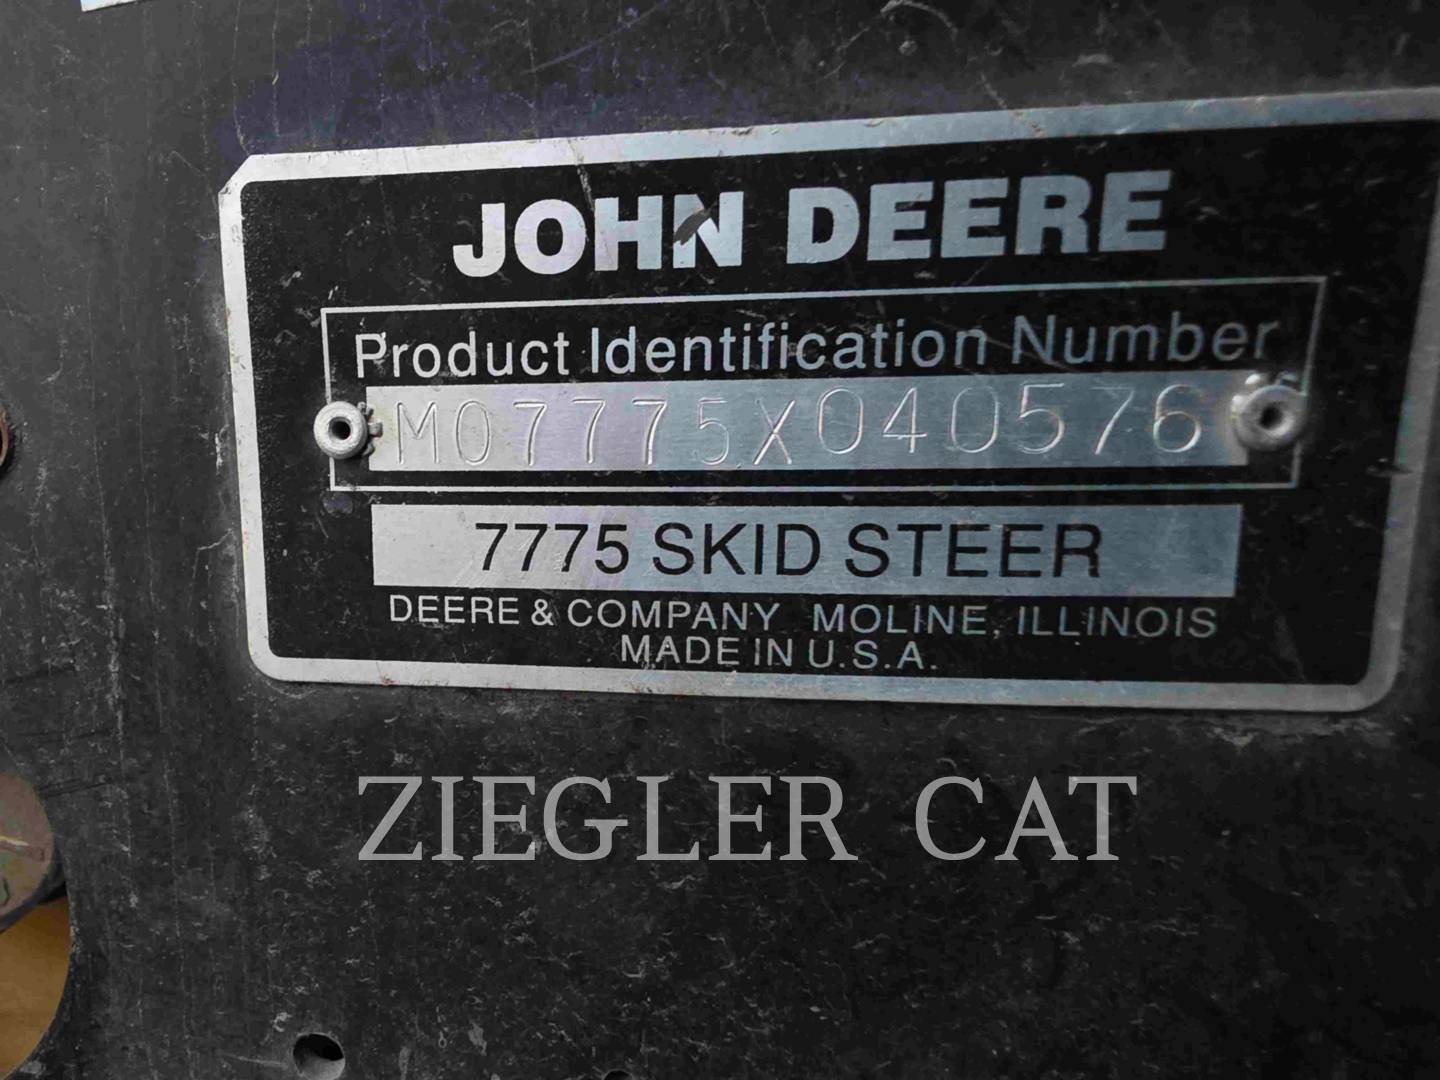 JOHN DEERE
Product Identification Number
M07775X040576
7775 SKID STEER
DEERE & COMPANY MOLINE, ILLINOIS
MADE IN U.S.A.
ZIEGLER CAT